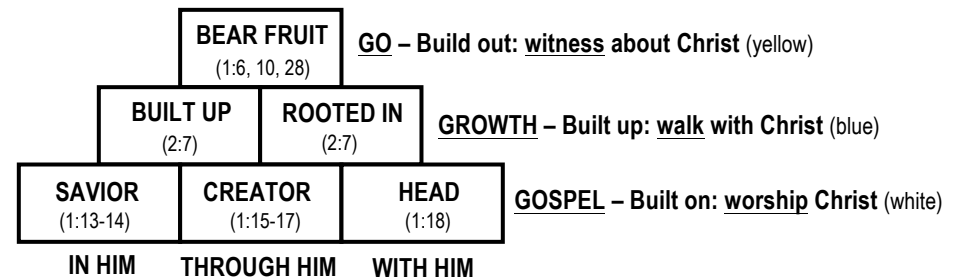 BEAR FRUIT
(1:6, 10, 28)
GO – Build out: witness about Christ (yellow)
BUILT UP
(2:7)
ROOTED IN
(2:7)
GROWTH – Built up: walk with Christ (blue)
SAVIOR
(1:13-14)
CREATOR
(1:15-17)
HEAD
(1:18)
GOSPEL – Built on: worship Christ (white)
IN HIM
THROUGH HIM
WITH HIM